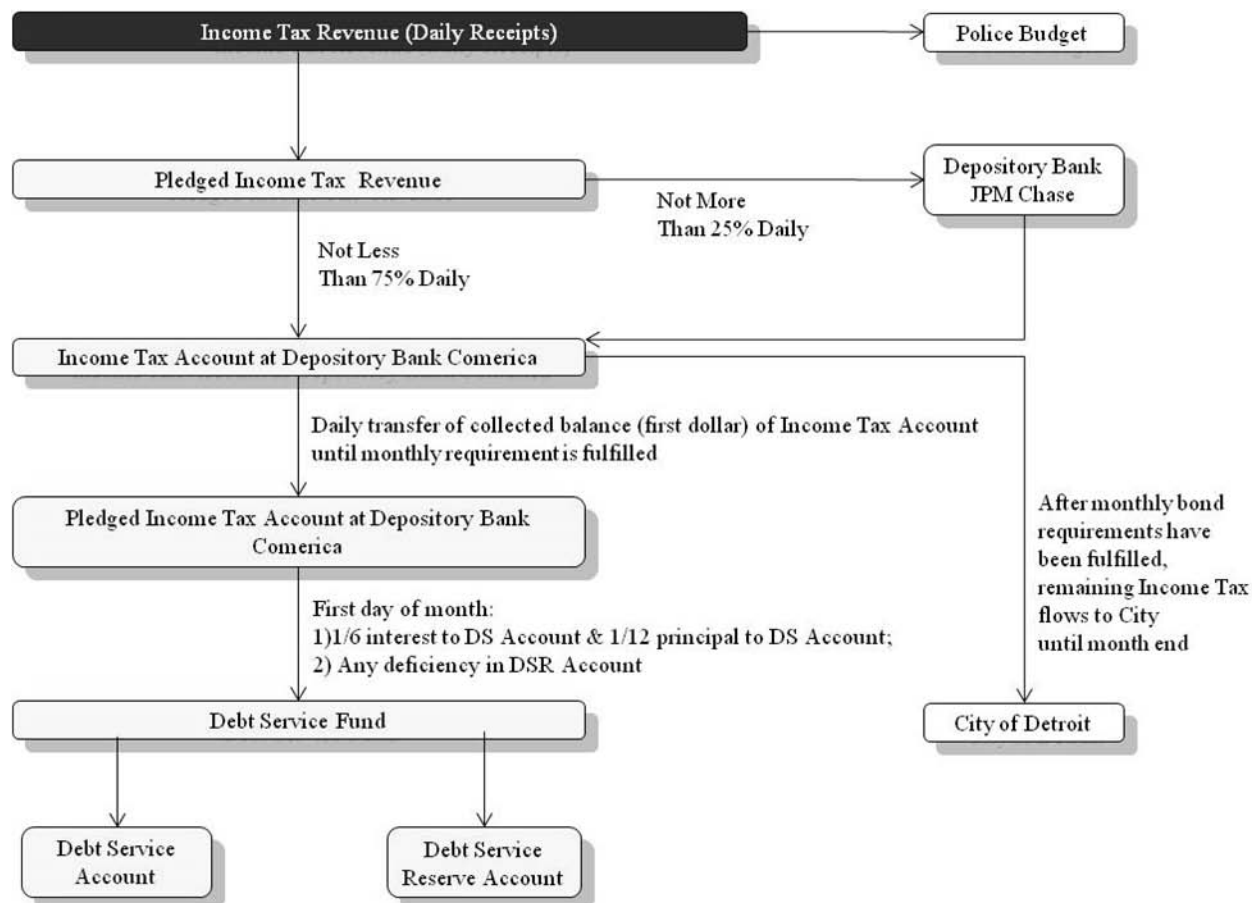 Income Tax Revenue (Daily Receipts)
Police Budget
Pledged Income Tax Revenue
Depository Bank
JPM Chase
Not More
Than 25% Daily
Not Less
Than 75% Daily
Income Tax Account at Depository Bank Comerica
Daily transfer of collected balance (first dollar) of Income Tax Account
until monthly requirement is fulfilled
Pledged Income Tax Account at Depository Bank
Comerica
After monthly bond
requirements have
been fulfilled,
remaining Income Tax
flows to City
until month end
First day of month:
1)1/6 interest to DS Account & 1/12 principal to DS Account;
2) Any deficiency in DSR Account
Debt Service Fund
City of Detroit
Debt Service
Account
Debt Service
Reserve Account